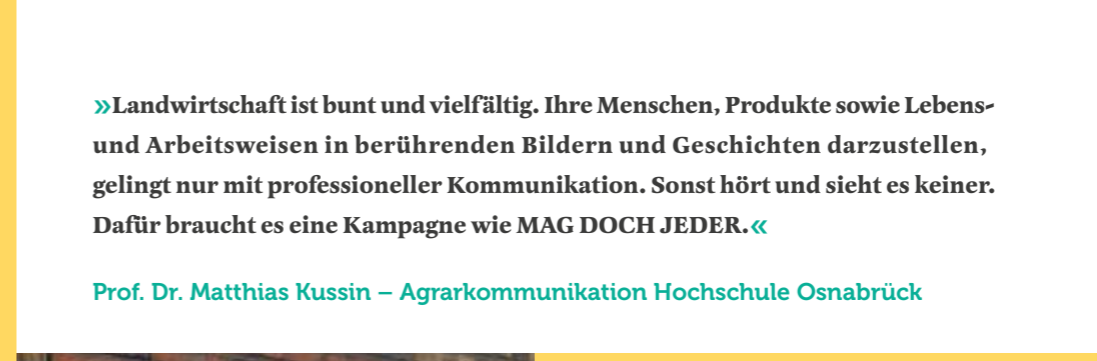 »Landwirtschaft ist bunt und vielfältig. Ihre Menschen, Produkte sowie Lebens-
und Arbeitsweisen in berührenden Bildern und Geschichten darzustellen,
gelingt nur mit professioneller Kommunikation. Sonst hört und sieht es keiner.
Dafür braucht es eine Kampagne wie MAG DOCH JEDER.«
Prof. Dr. Matthias Kussin – Agrarkommunikation Hochschule Osnabrück